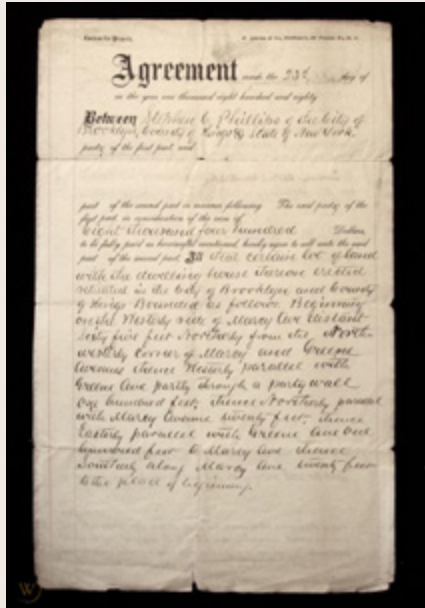 Agreement made the 23d day of
in the year one thousand eight hundred and eighty
Between Stephen C. Phillips of the City of
Brooklyn, County of Kings & State of New York
party of the first part, and
part of the second part in manner following The said party of the
first part in consideration of the sum of
Eight thousand four hundred Dollars
to be fully paid as hereinafter mentioned, hereby agree to sell unto the said
part of the second part All that certain lot of land
with the dwelling house thereon erected
situated in the City of Brooklyn and County
of Kings Bounded as follows Beginning
on the Westerly side of Marcy Ave distant
Sixty five feet Northerly from the North
westerly corner of Marcy and Greene
Avenues thence Westerly parallel with
Greene Ave partly through a party wall
One hundred feet, thence Northerly parallel
with Marcy Avenue twenty feet, thence
Easterly parallel with Greene Ave One
hundred feet to Marcy Ave thence
Southerly along Marcy Ave twenty feet
to the place of beginning.
W